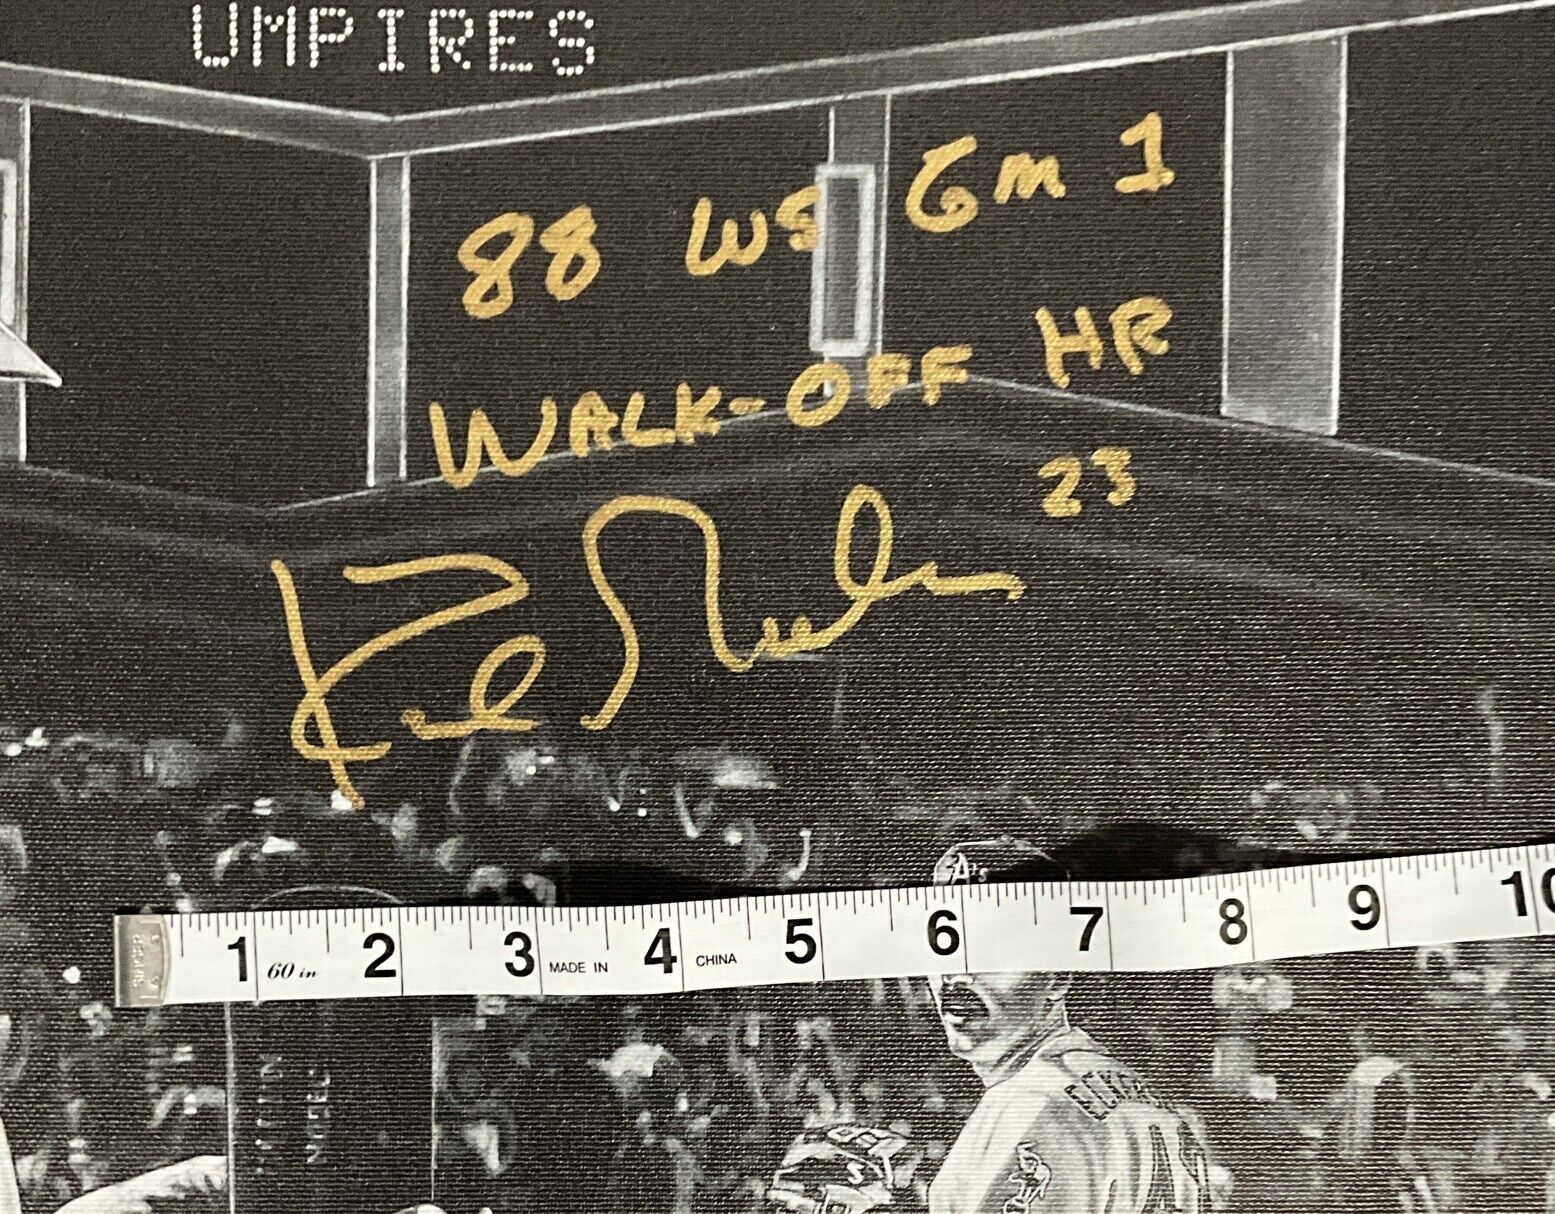 UMPIRES
88 WS Gm 1
WALK-OFF HR
23
A's
1 2 3 4 5 6 7 8 9 10
60 in MADE IN CHINA